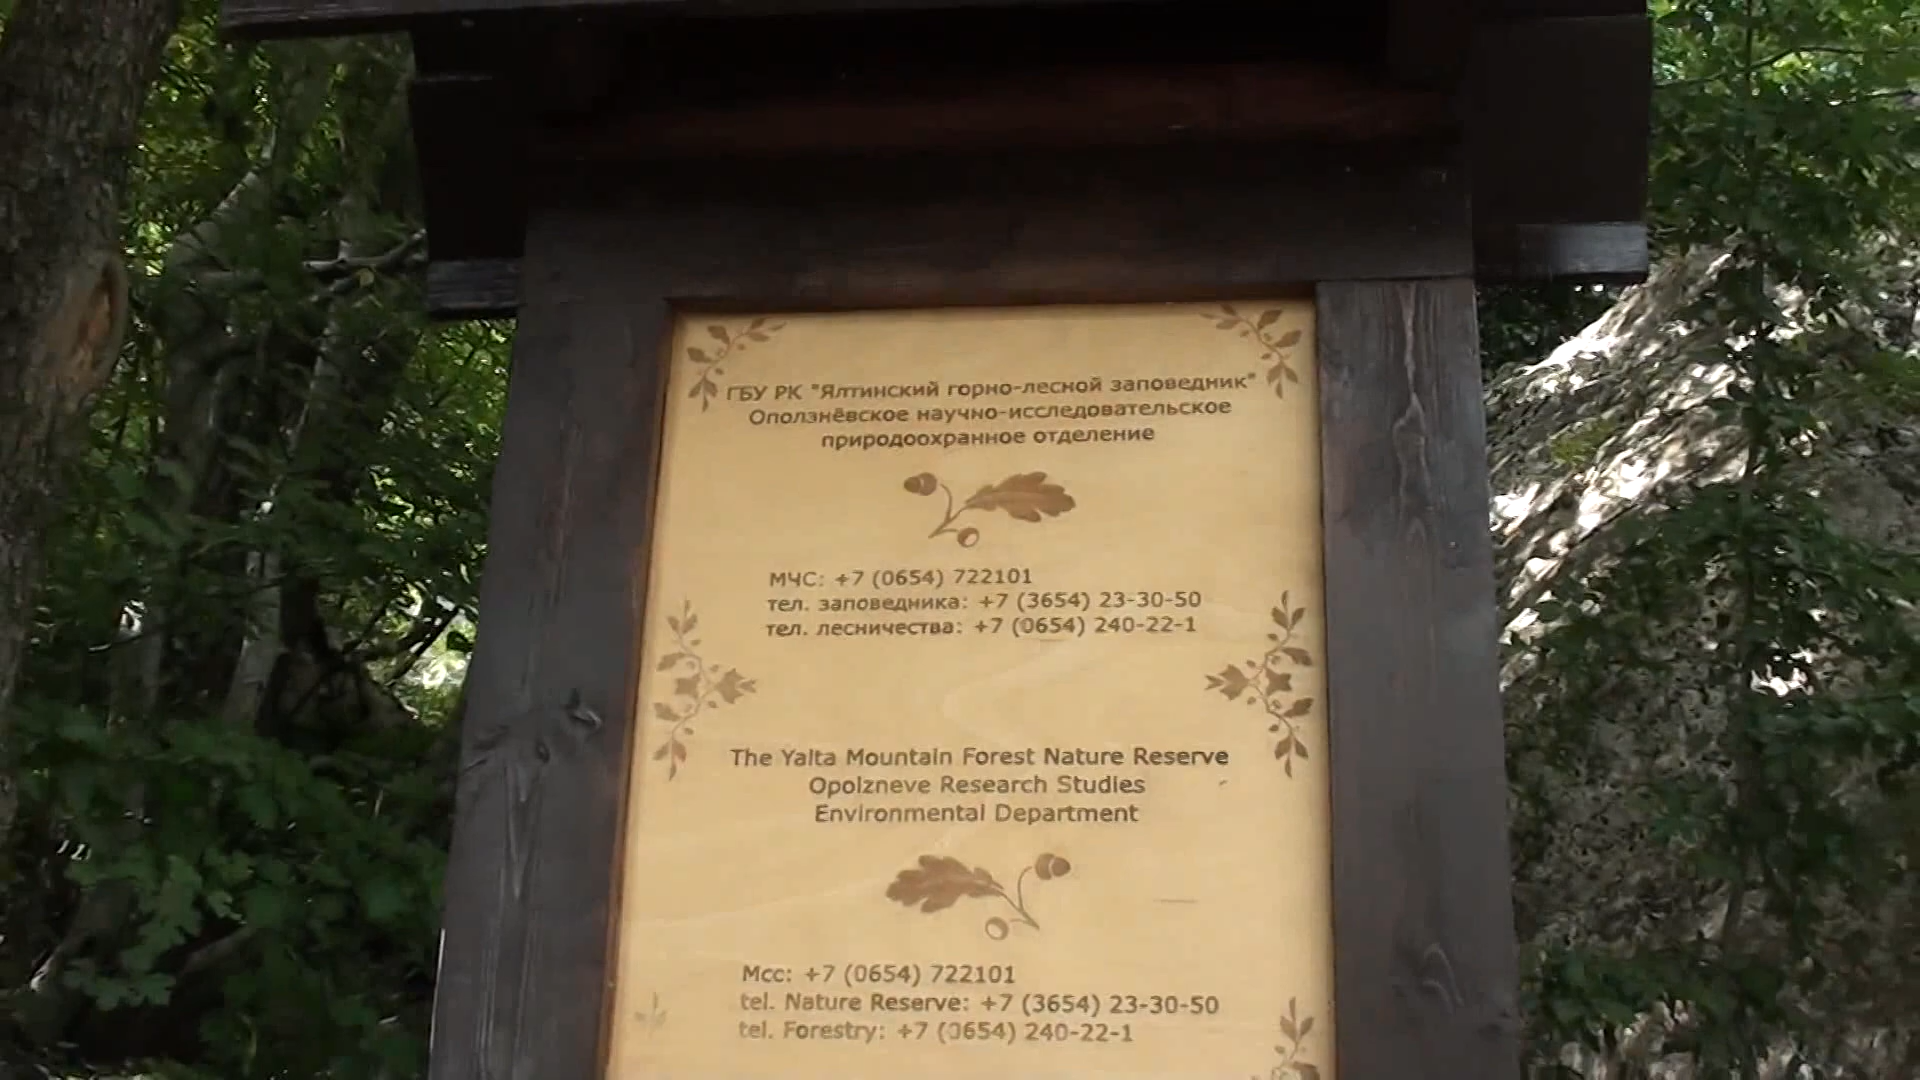 ГБУ РК "Ялтинский горно-лесной заповедник"
Оползнёвское научно-исследовательское
природоохранное отделение
МЧС: +7 (0654) 722101
тел. заповедника: +7 (3654) 23-30-50
тел. лесничества: +7 (0654) 240-22-1
The Yalta Mountain Forest Nature Reserve
Opolzneve Research Studies
Environmental Department
Mcc: +7 (0654) 722101
tel. Nature Reserve: +7 (3654) 23-30-50
tel. Forestry: +7 (0654) 240-22-1